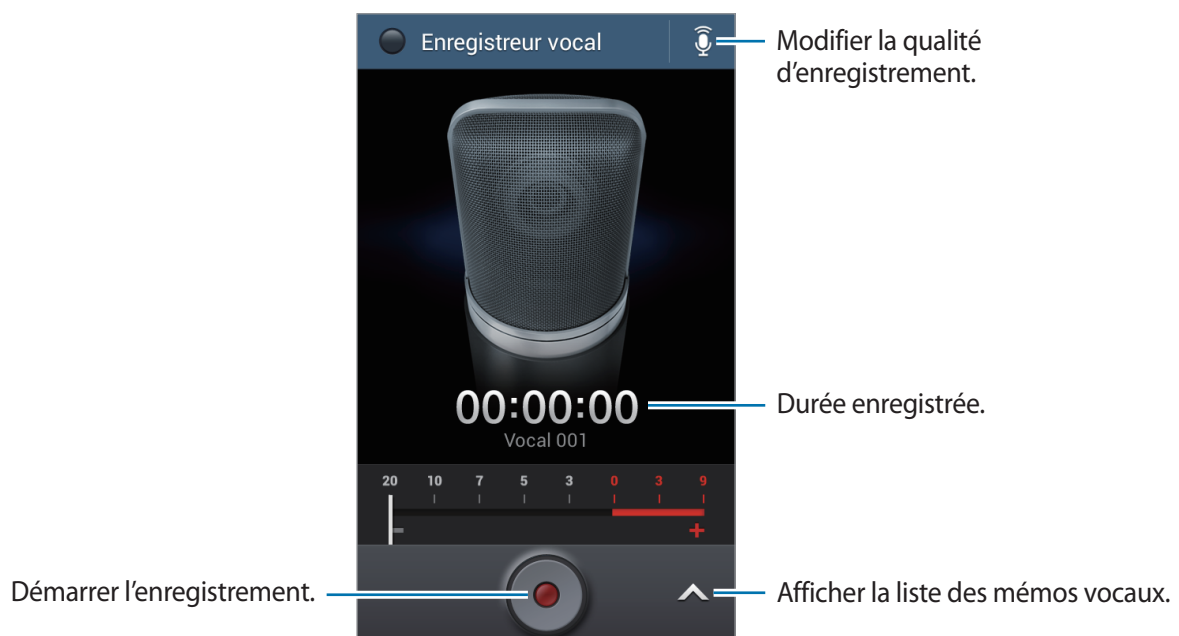 Enregistreur vocal
Modifier la qualité
d’enregistrement.
00:00:00
Durée enregistrée.
Vocal 001
20 10 7 5 3 0 3 9
- +
Démarrer l’enregistrement.
Afficher la liste des mémos vocaux.